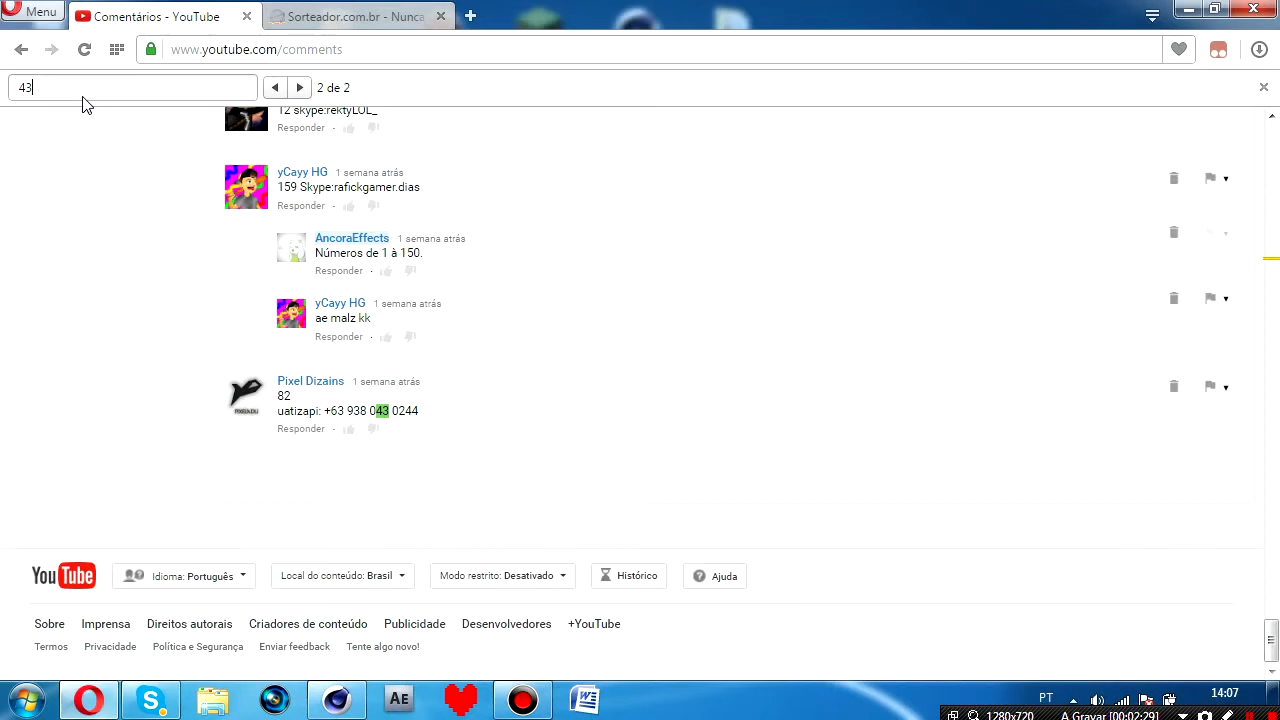 Menu
Comentários - YouTube
Sorteador.com.br - Nunca
www.youtube.com/comments
43
2 de 2
12 skype:rektyLOL_
Responder
yCayy HG 1 semana atrás
159 Skype:rafickgamer.dias
Responder
AncoraEffects 1 semana atrás
Números de 1 à 150.
Responder
yCayy HG 1 semana atrás
ae malz kk
Responder
Pixel Dizains 1 semana atrás
82
uatizapi: +63 938 043 0244
Responder
YouTube
Idioma: Português
Local do conteúdo: Brasil
Modo restrito: Desativado
Histórico
Ajuda
Sobre Imprensa Direitos autorais Criadores de conteúdo Publicidade Desenvolvedores +YouTube
Termos Privacidade Política e Segurança Enviar feedback Tente algo novo!
AE
PT
14:07
1280x720
A Gravar [00:02:29]